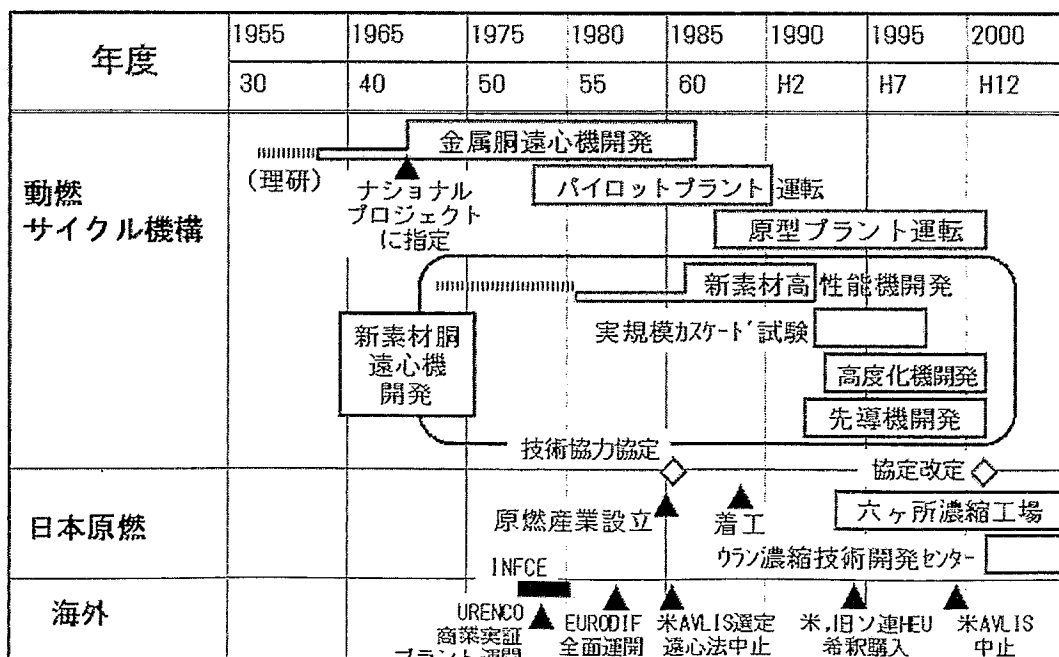 年度
1955 1965 1975 1980 1985 1990 1995 2000
30 40 50 55 60 H2 H7 H12
動燃
サイクル機構
金属胴遠心機開発
(理研)
ナショナル
プロジェクト
に指定
パイロットプラント運転
原型プラント運転
新素材高性能機開発
新素材胴
遠心機
開発
実規模カスケード試験
高度化機開発
先導機開発
技術協力協定
協定改定
日本原燃
原燃産業設立
着工
六ヶ所濃縮工場
ウラン濃縮技術開発センター
海外
INFCE
URENCO
商業実証
プラント運開
EURODIF
全面運開
米AVLIS選定
遠心法中止
米,旧ソ連HEU
希釈購入
米AVLIS
中止